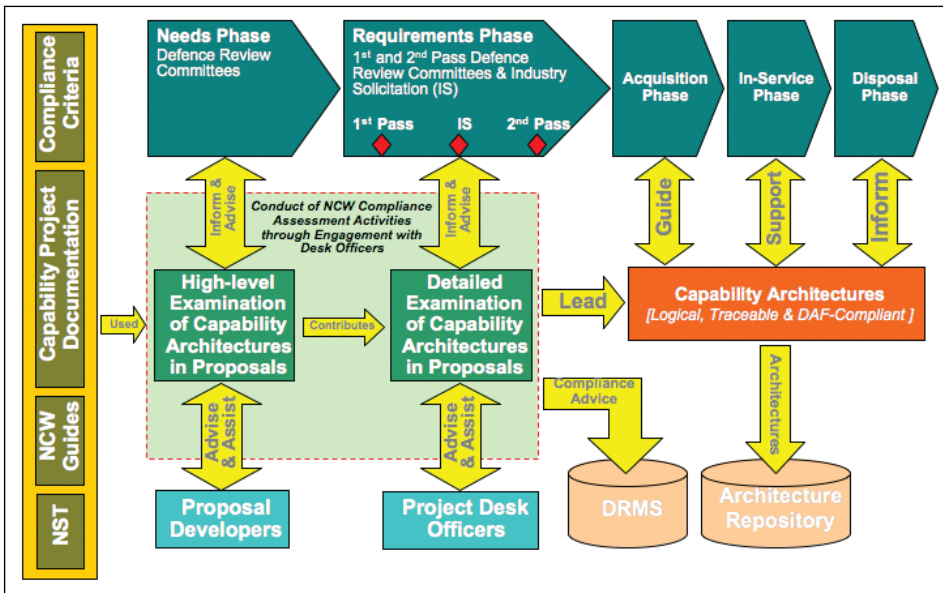 Compliance
Criteria
Capability Project
Documentation
NCW
Guides
NST
Needs Phase
Defence Review
Committees
Requirements Phase
1st and 2nd Pass Defence
Review Committees & Industry
Solicitation (IS)
1st Pass
IS
2nd Pass
Acquisition
Phase
In-Service
Phase
Disposal
Phase
Inform &
Advise
Inform &
Advise
Guide
Support
Inform
Conduct of NCW Compliance
Assessment Activities
through Engagement with
Desk Officers
Used
High-level
Examination
of Capability
Architectures
in Proposals
Contributes
Detailed
Examination
of Capability
Architectures
in Proposals
Lead
Capability Architectures
[Logical, Traceable & DAF-Compliant ]
Advise
& Assist
Advise
& Assist
Compliance
Advice
Architectures
Proposal
Developers
Project Desk
Officers
DRMS
Architecture
Repository